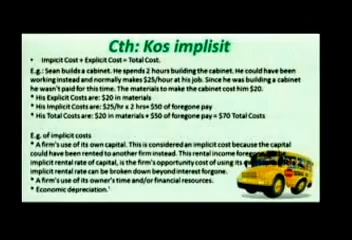 Cth: Kos implisit
• Impicit Cost + Explicit Cost = Total Cost.
E.g.: Sean builds a cabinet. He spends 2 hours building the cabinet. He could have been
working instead and normally makes $25/hour at his job. Since he was building a cabinet
he wasn't paid for this time. The materials to make the cabinet cost him $20.
* His Explicit Costs are: $20 in materials
* His Implicit Costs are: $25/hr x 2 hrs= $50 of foregone pay
* His Total Costs are: $20 in materials + $50 of foregone pay = $70 Total Costs
E.g. of implicit costs
* A firm's use of its own capital. This is considered an implicit cost because the capital
could have been rented to another firm instead. This rental income foregone,
implicit rental rate of capital, is the firm's opportunity cost of using its
implicit rental rate can be broken down beyond interest forgone.
* A firm's use of its owner's time and/or financial resources.
* Economic depreciation.